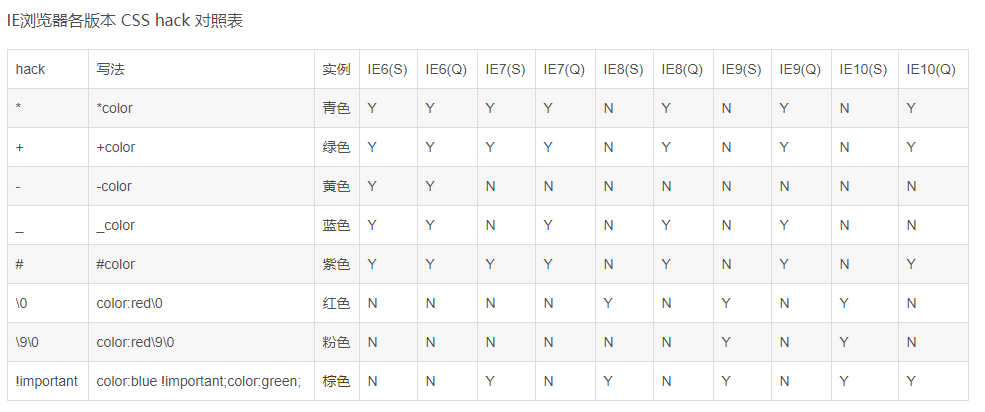 IE浏览器各版本 CSS hack 对照表
hack 写法 实例 IE6(S) IE6(Q) IE7(S) IE7(Q) IE8(S) IE8(Q) IE9(S) IE9(Q) IE10(S) IE10(Q)
* *color 青色 Y Y Y Y N Y N Y N Y
+ +color 绿色 Y Y Y Y N Y N Y N Y
- -color 黄色 Y Y N N N N N N N N
_ _color 蓝色 Y Y N Y N Y N Y N N
# #color 紫色 Y Y Y Y N Y N Y N Y
\0 color:red\0 红色 N N N N Y N Y N Y N
\9\0 color:red\9\0 粉色 N N N N N N Y N Y N
!important color:blue !important;color:green; 棕色 N N Y N Y N Y N Y Y